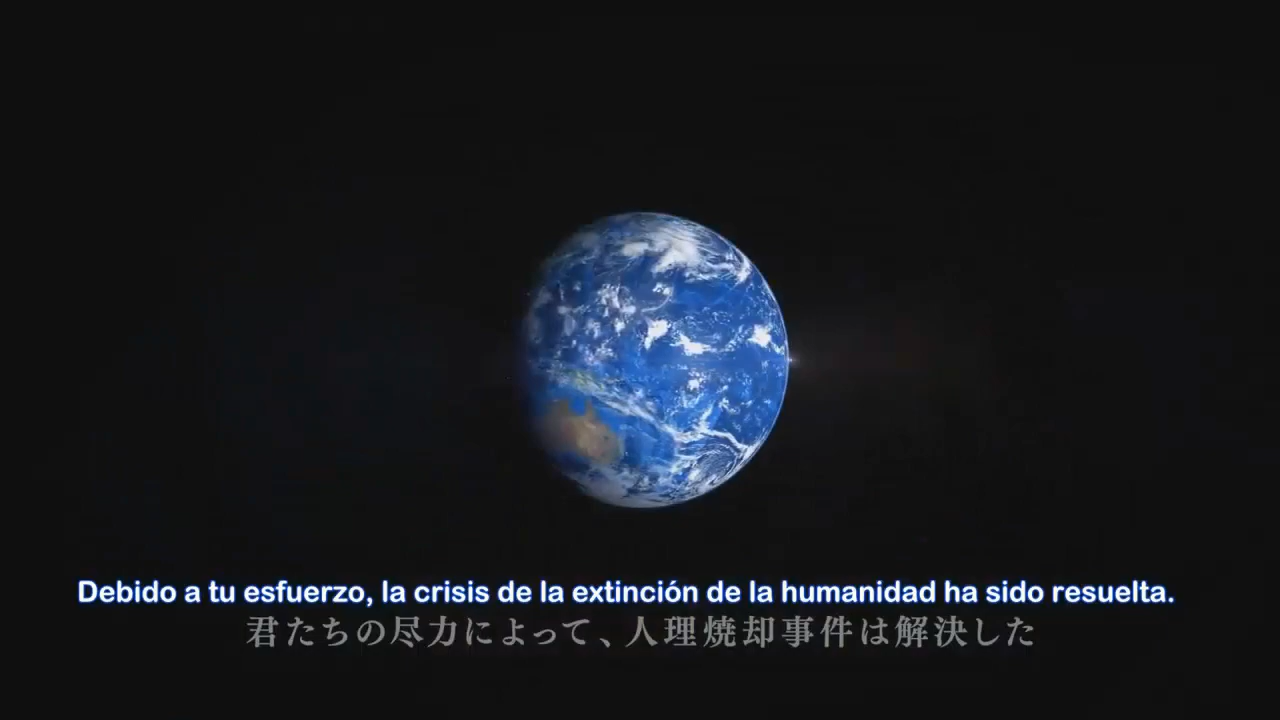 Debido a tu esfuerzo, la crisis de la extinción de la humanidad ha sido resuelta.
君たちの尽力によって、人理焼却事件は解決した